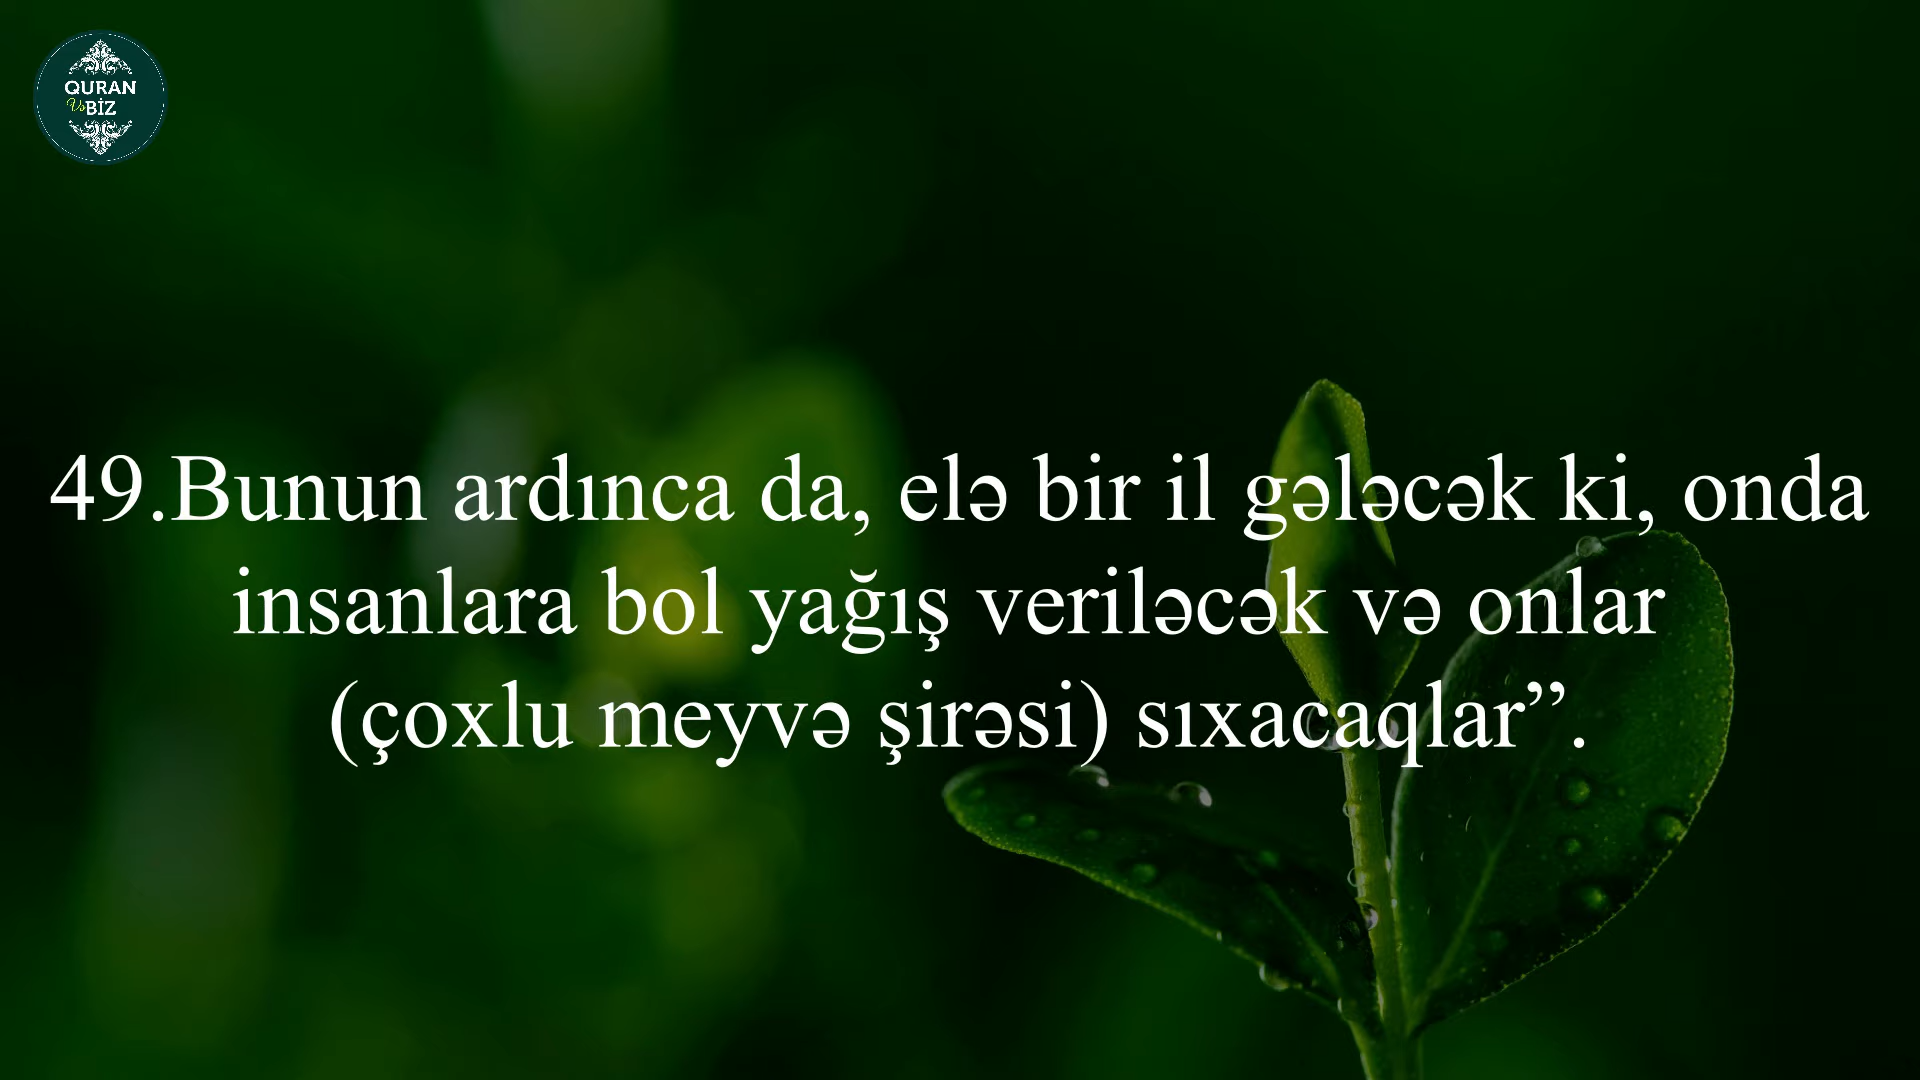 QURAN
Və BİZ
49.Bunun ardınca da, elə bir il gələcək ki, onda
insanlara bol yağış veriləcək və onlar
(çoxlu meyvə şirəsi) sıxacaqlar”.